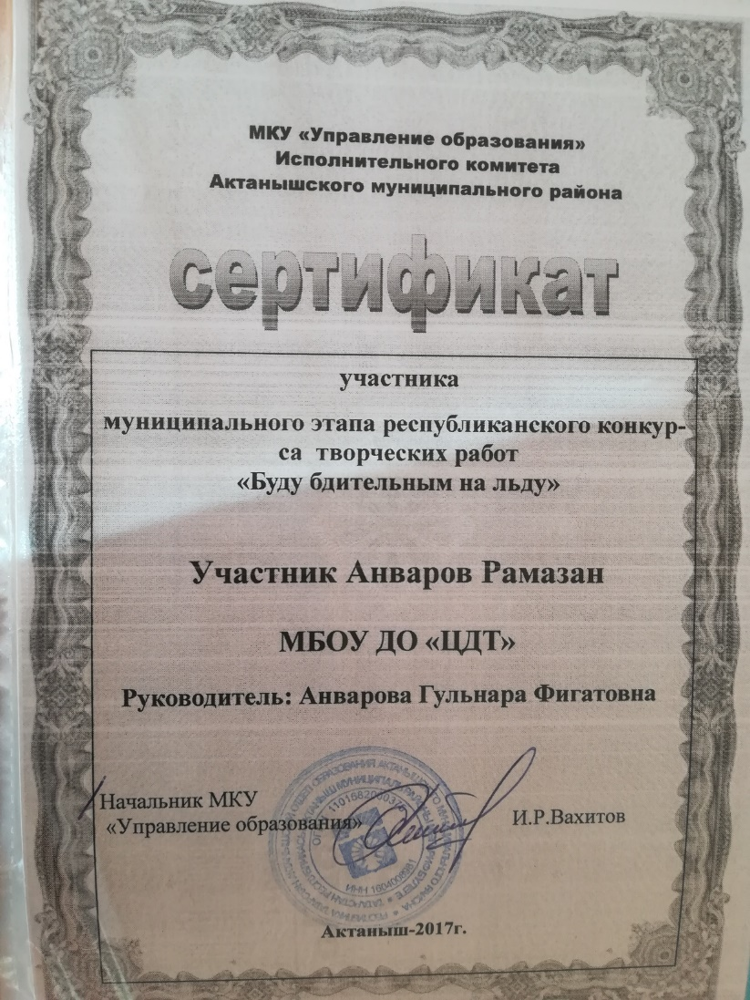 МКУ «Управление образования»
Исполнительного комитета
Актанышского муниципального района
сертификат
участника
муниципального этапа республиканского конкур-
са творческих работ
«Буду бдительным на льду»
Участник Анваров Рамазан
МБОУ ДО «ЦДТ»
Руководитель: Анварова Гульнара Фигатовна
Начальник МКУ
«Управление образования»
И.Р.Вахитов
ИНН 1604008981
Актаныш-2017г.